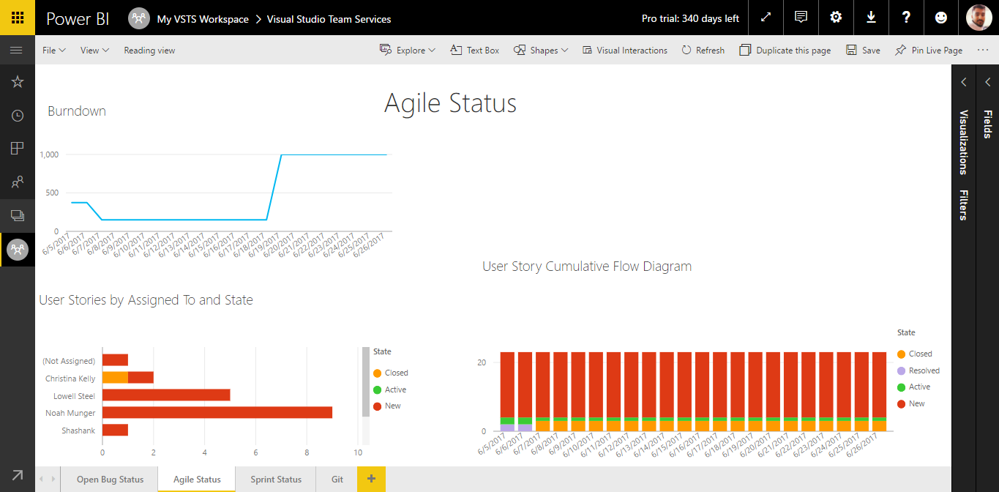 Power BI
My VSTS Workspace > Visual Studio Team Services
Pro trial: 340 days left
File
View
Reading view
Explore
Text Box
Shapes
Visual Interactions
Refresh
Duplicate this page
Save
Pin Live Page
Agile Status
Burndown
1,000
500
0
6/5/2017
6/6/2017
6/7/2017
6/8/2017
6/9/2017
6/10/2017
6/11/2017
6/12/2017
6/13/2017
6/14/2017
6/15/2017
6/16/2017
6/17/2017
6/18/2017
6/19/2017
6/20/2017
6/21/2017
6/22/2017
6/23/2017
6/24/2017
6/25/2017
6/26/2017
User Stories by Assigned To and State
(Not Assigned)
Christina Kelly
Lowell Steel
Noah Munger
Shashank
0 2 4 6 8 10
State
Closed
Active
New
User Story Cumulative Flow Diagram
20
0
6/5/2017
6/6/2017
6/7/2017
6/8/2017
6/9/2017
6/10/2017
6/11/2017
6/12/2017
6/13/2017
6/14/2017
6/15/2017
6/16/2017
6/17/2017
6/18/2017
6/19/2017
6/20/2017
6/21/2017
6/22/2017
6/23/2017
6/24/2017
6/25/2017
6/26/2017
State
Closed
Resolved
Active
New
Visualizations
Filters
Fields
Open Bug Status
Agile Status
Sprint Status
Git